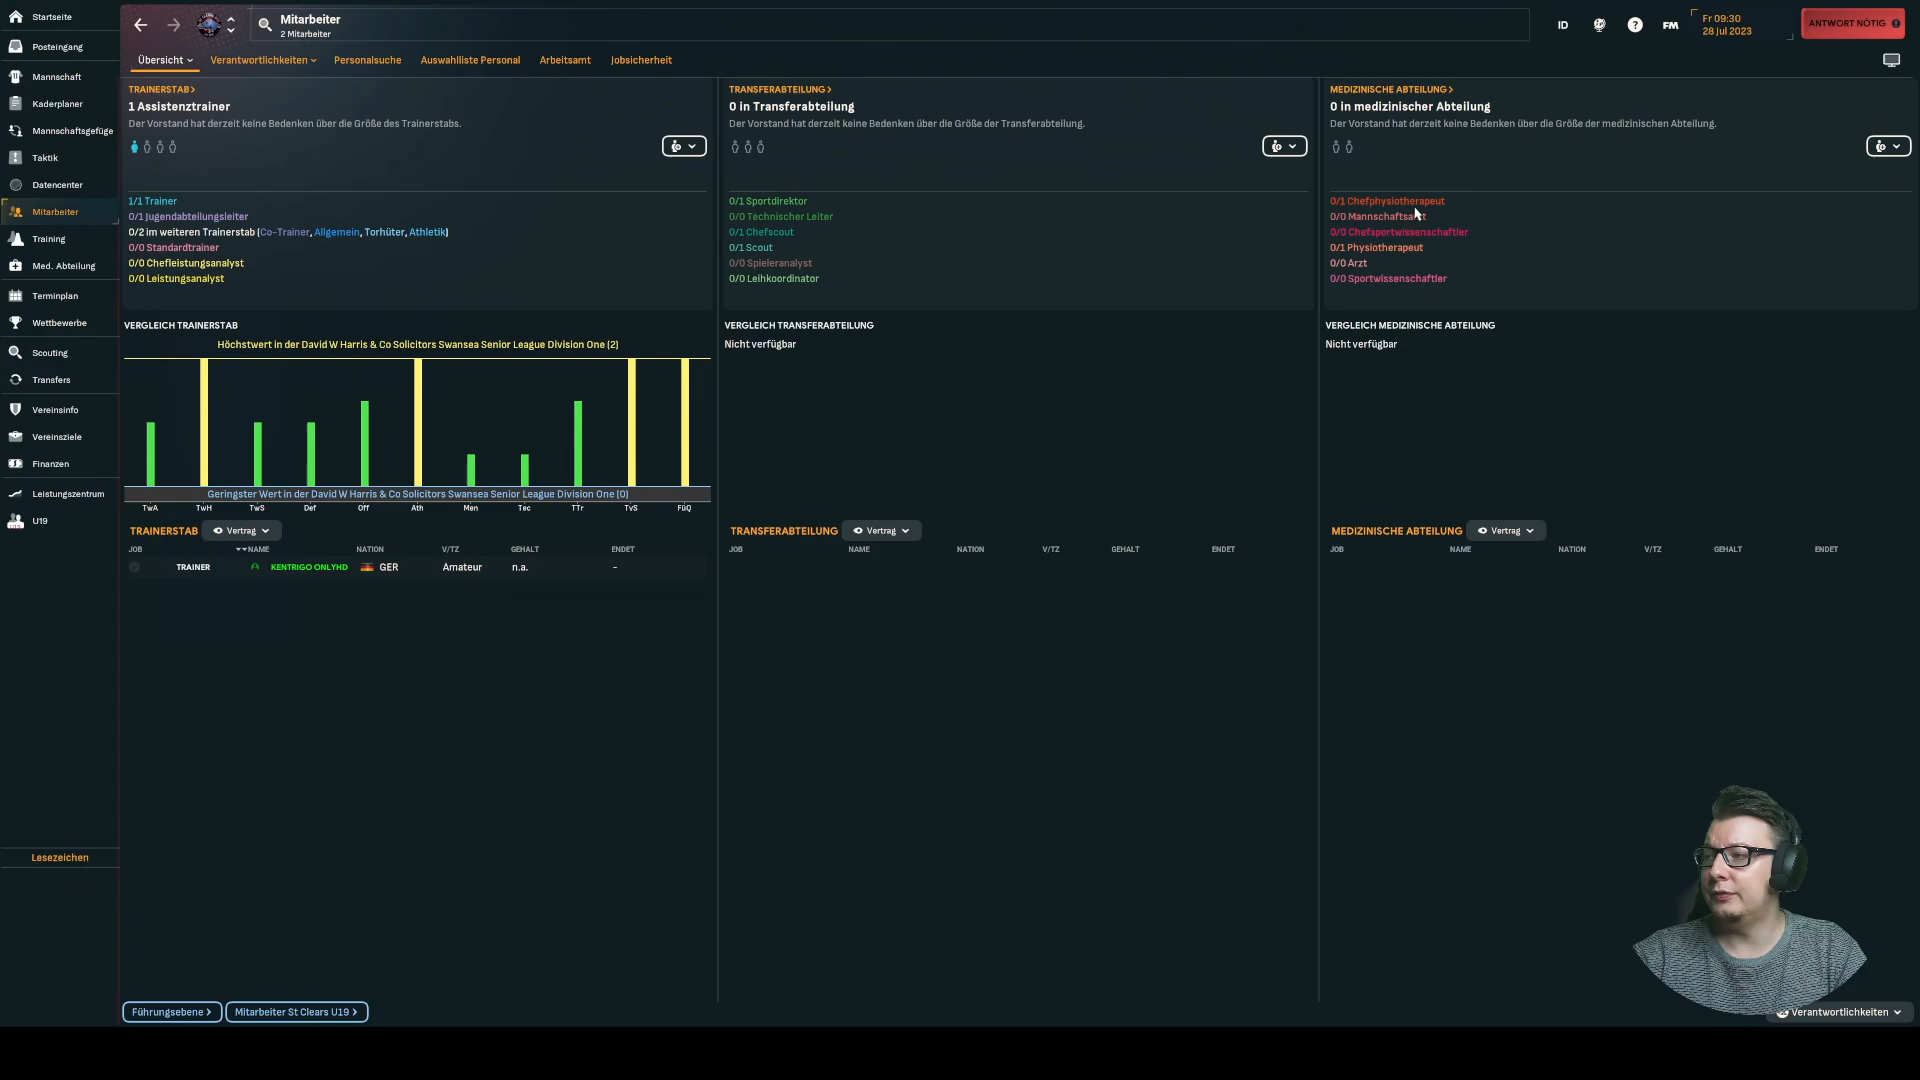 Startseite
Posteingang
Mannschaft
Kaderplaner
Mannschaftsgefüge
Taktik
Datencenter
Mitarbeiter
Training
Med. Abteilung
Terminplan
Wettbewerbe
Scouting
Transfers
Vereinsinfo
Vereinsziele
Finanzen
Leistungszentrum
U19
Lesezeichen
Mitarbeiter
2 Mitarbeiter
ID
FM
Fr 09:30
28 Jul 2023
ANTWORT NÖTIG
Übersicht
Verantwortlichkeiten
Personalsuche
Auswahlliste Personal
Arbeitsamt
Jobsicherheit
TRAINERSTAB>
1 Assistenztrainer
Der Vorstand hat derzeit keine Bedenken über die Größe des Trainerstabs.
1/1 Trainer
0/1 Jugendabteilungsleiter
0/2 im weiteren Trainerstab (Co-Trainer, Allgemein, Torhüter, Athletik)
0/0 Standardtrainer
0/0 Chefleistungsanalyst
0/0 Leistungsanalyst
VERGLEICH TRAINERSTAB
Höchstwert in der David W Harris & Co Solicitors Swansea Senior League Division One (2)
Geringster Wert in der David W Harris & Co Solicitors Swansea Senior League Division One (0)
TwA TwH TwS Def Off Ath Men Tec TTr TvS FüQ
TRAINERSTAB Vertrag
JOB NAME NATION V/TZ GEHALT ENDET
TRAINER KENTRIGO ONLYHD GER Amateur n.a. -
Führungsebene >
Mitarbeiter St Clears U19 >
TRANSFERABTEILUNG>
0 in Transferabteilung
Der Vorstand hat derzeit keine Bedenken über die Größe der Transferabteilung.
0/1 Sportdirektor
0/0 Technischer Leiter
0/1 Chefscout
0/1 Scout
0/0 Spieleranalyst
0/0 Leihkoordinator
VERGLEICH TRANSFERABTEILUNG
Nicht verfügbar
TRANSFERABTEILUNG Vertrag
JOB NAME NATION V/TZ GEHALT ENDET
MEDIZINISCHE ABTEILUNG>
0 in medizinischer Abteilung
Der Vorstand hat derzeit keine Bedenken über die Größe der medizinischen Abteilung.
0/1 Chefphysiotherapeut
0/0 Mannschaftsarzt
0/0 Chefsportwissenschaftler
0/1 Physiotherapeut
0/0 Arzt
0/0 Sportwissenschaftler
VERGLEICH MEDIZINISCHE ABTEILUNG
Nicht verfügbar
MEDIZINISCHE ABTEILUNG Vertrag
JOB NAME NATION V/TZ GEHALT ENDET
Verantwortlichkeiten